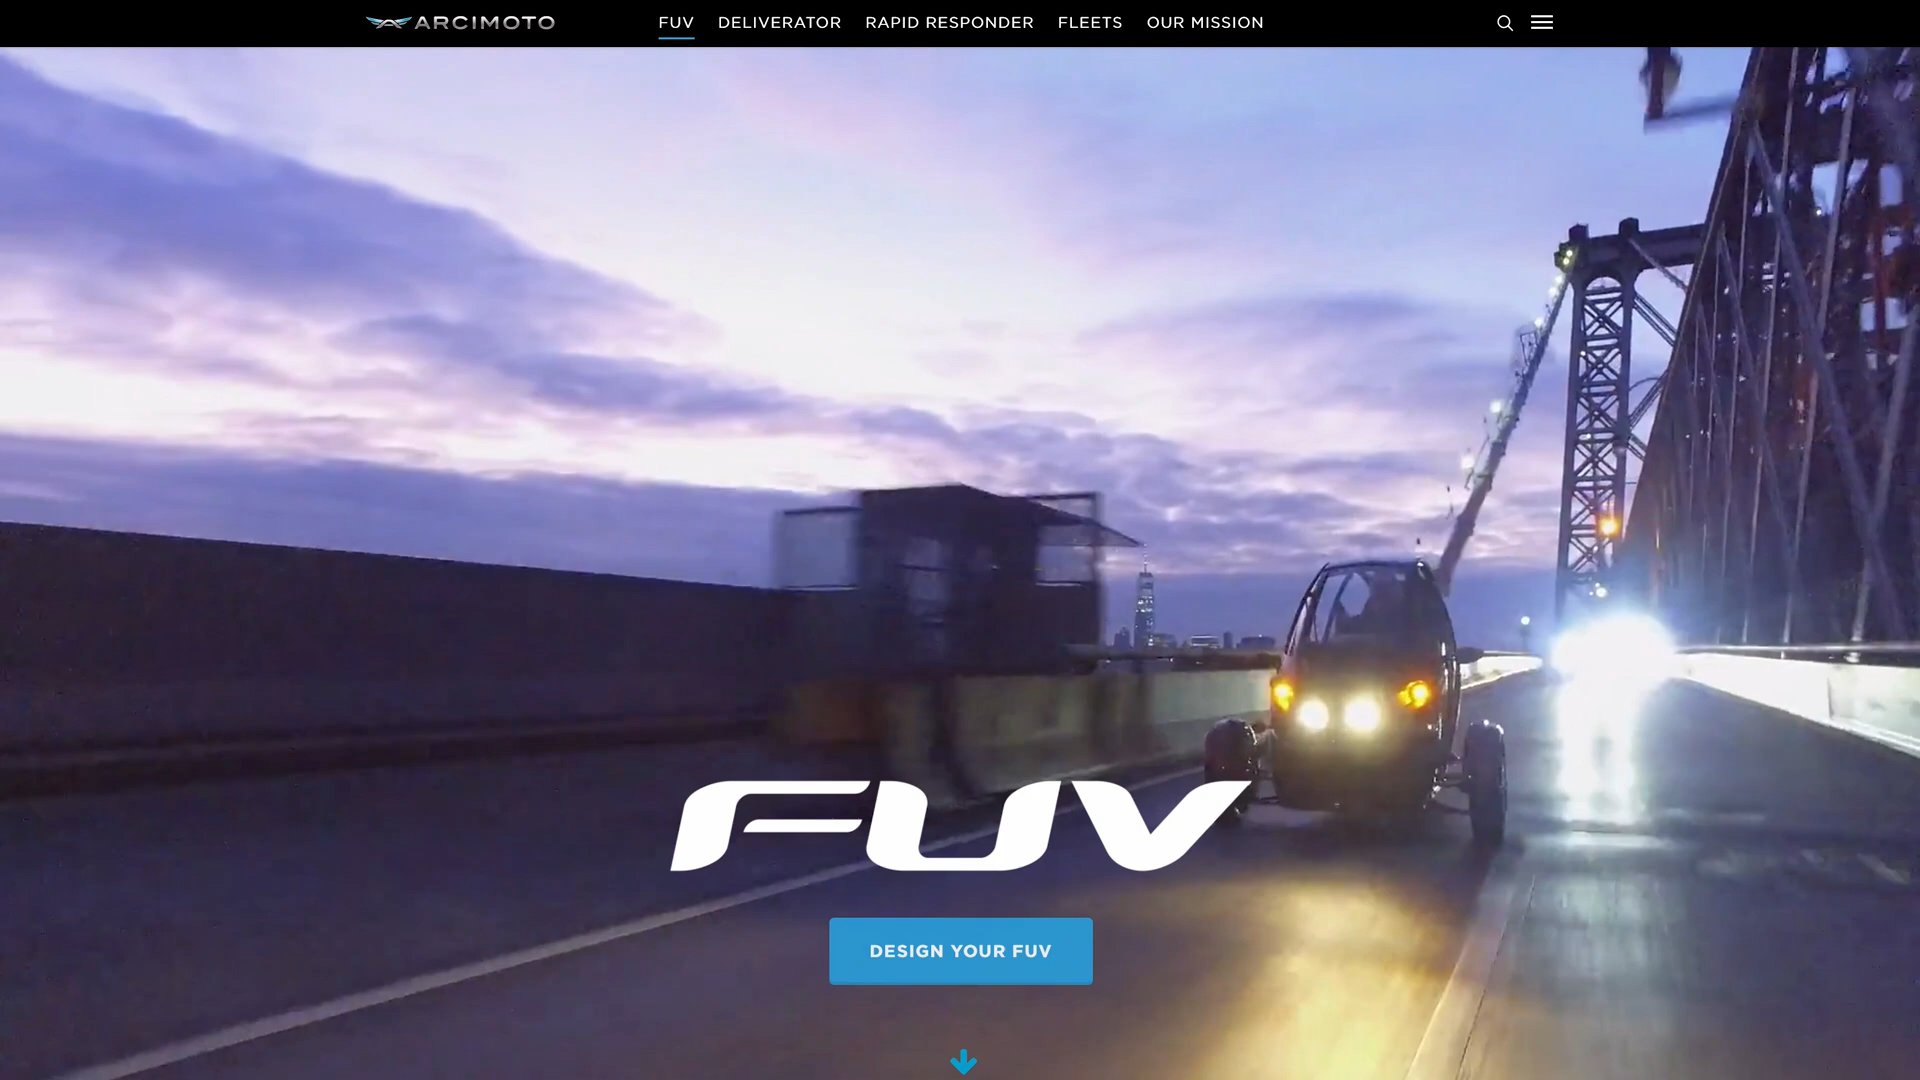 ARCIMOTO
FUV DELIVERATOR RAPID RESPONDER FLEETS OUR MISSION
FUV
DESIGN YOUR FUV